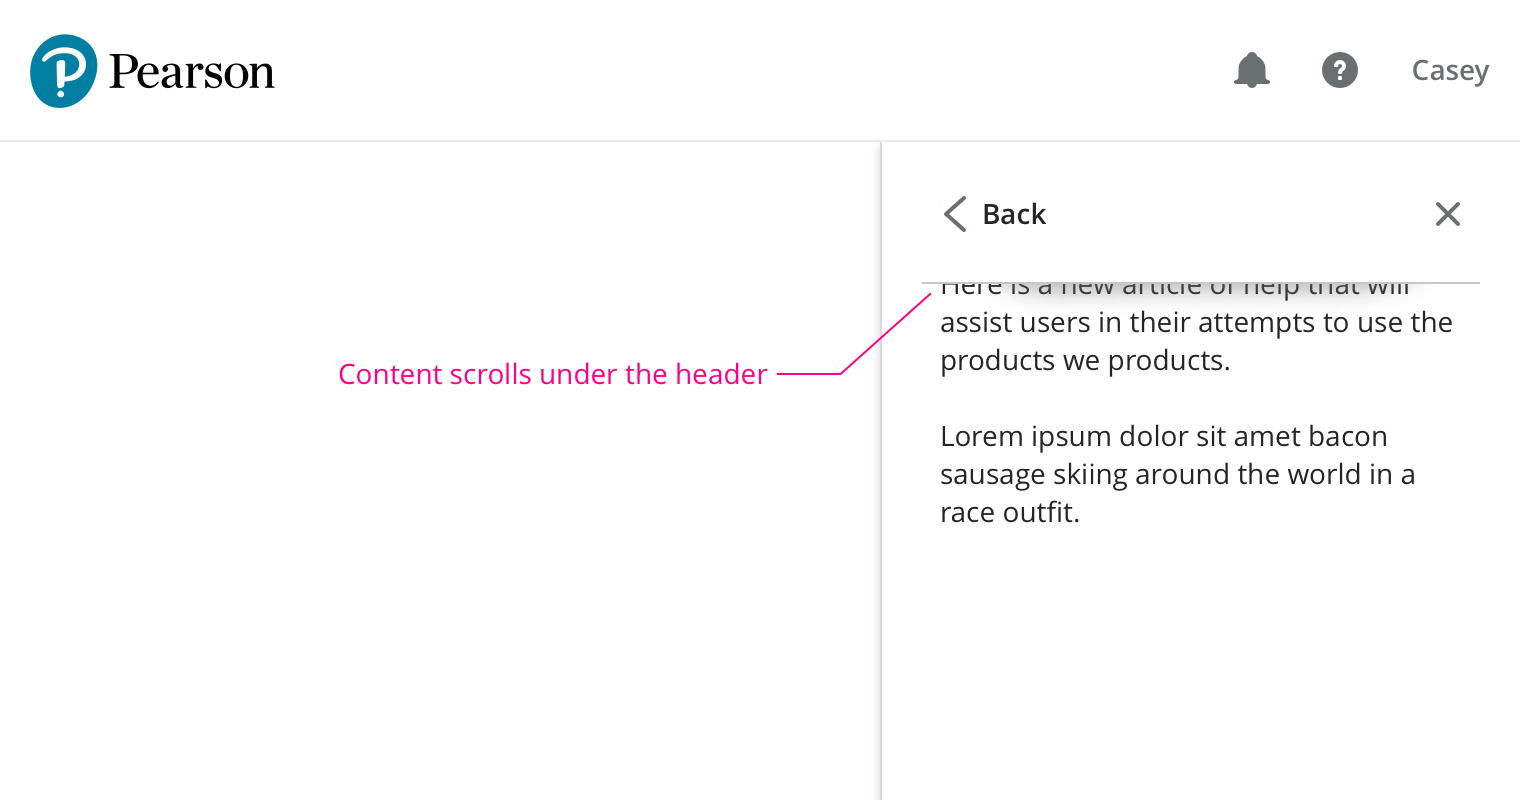 Pearson
Casey
Back
Here is a new article of help that will
assist users in their attempts to use the
products we products.
Content scrolls under the header
Lorem ipsum dolor sit amet bacon
sausage skiing around the world in a
race outfit.